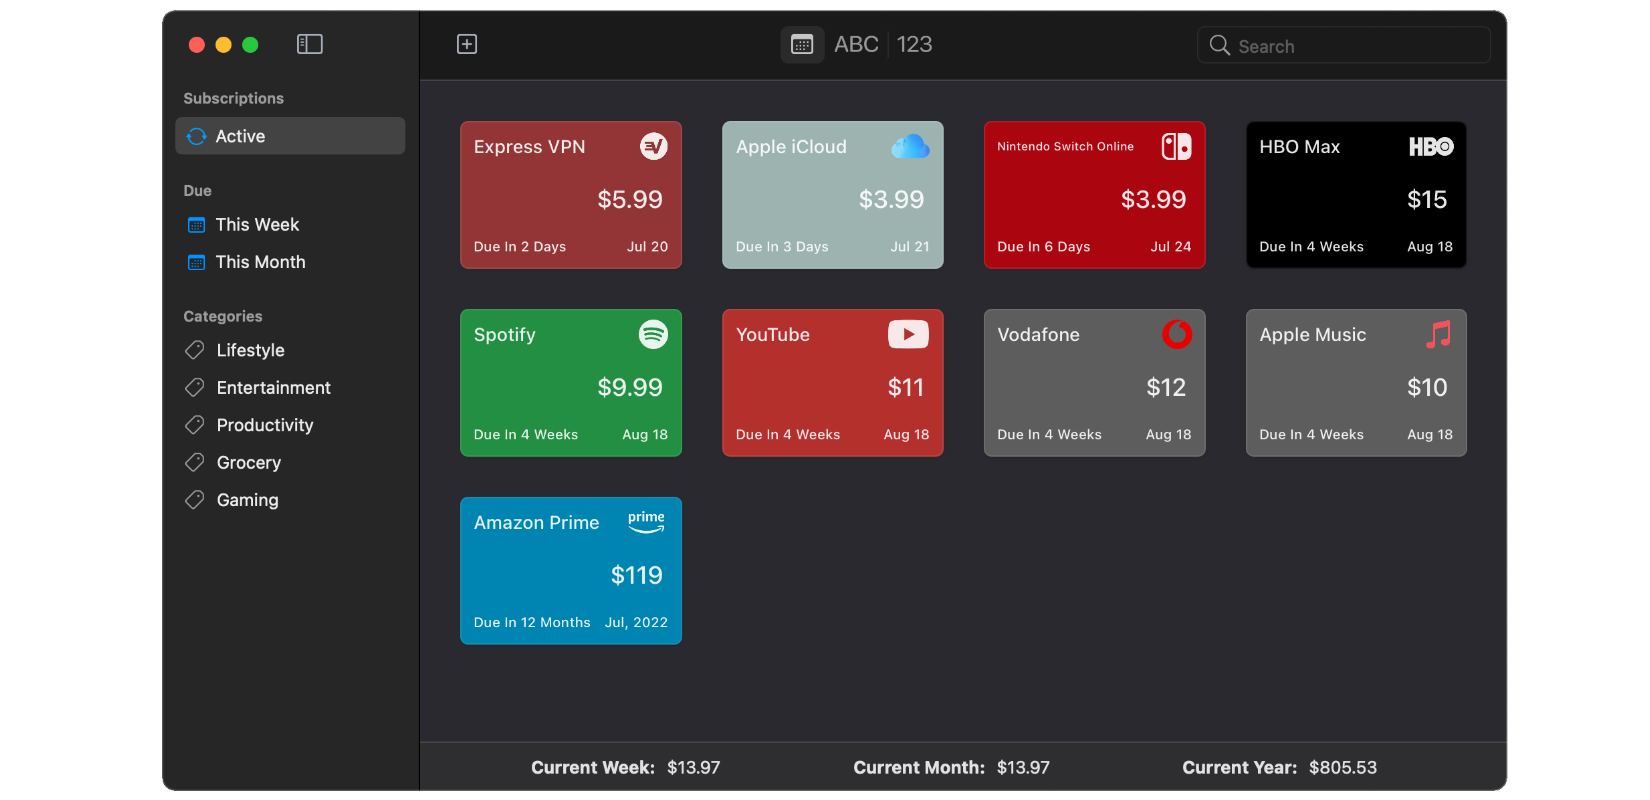 Subscriptions
Active
Due
This Week
This Month
Categories
Lifestyle
Entertainment
Productivity
Grocery
Gaming
ABC 123
Search
Express VPN
$5.99
Due In 2 Days Jul 20
Apple iCloud
$3.99
Due In 3 Days Jul 21
Nintendo Switch Online
$3.99
Due In 6 Days Jul 24
HBO Max HBO
$15
Due In 4 Weeks Aug 18
Spotify
$9.99
Due In 4 Weeks Aug 18
YouTube
$11
Due In 4 Weeks Aug 18
Vodafone
$12
Due In 4 Weeks Aug 18
Apple Music
$10
Due In 4 Weeks Aug 18
Amazon Prime prime
$119
Due In 12 Months Jul, 2022
Current Week: $13.97 Current Month: $13.97 Current Year: $805.53